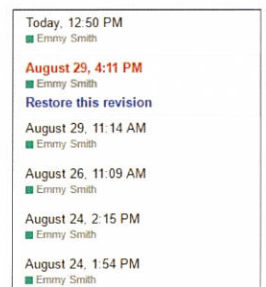 Today, 12:50 PM
Emmy Smith
August 29, 4:11 PM
Emmy Smith
Restore this revision
August 29, 11:14 AM
Emmy Smith
August 26, 11:09 AM
Emmy Smith
August 24, 2:15 PM
Emmy Smith
August 24, 1:54 PM
Emmy Smith